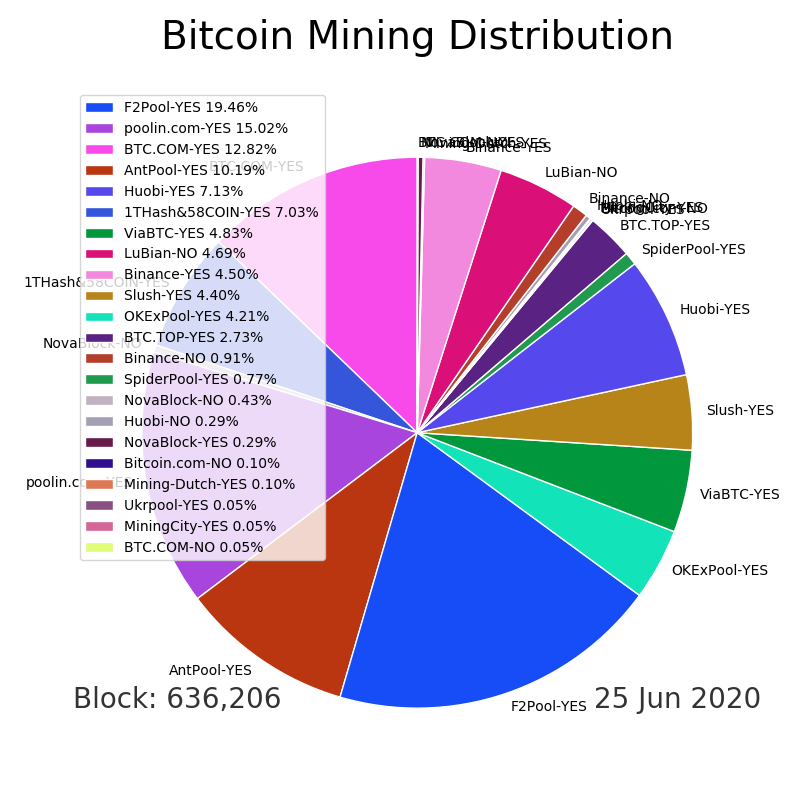 Bitcoin Mining Distribution
F2Pool-YES 19.46%
poolin.com-YES 15.02%
BTC.COM-YES 12.82%
AntPool-YES 10.19%
Huobi-YES 7.13%
1THash&58COIN-YES 7.03%
ViaBTC-YES 4.83%
LuBian-NO 4.69%
Binance-YES 4.50%
Slush-YES 4.40%
OKExPool-YES 4.21%
BTC.TOP-YES 2.73%
Binance-NO 0.91%
SpiderPool-YES 0.77%
NovaBlock-NO 0.43%
Huobi-NO 0.29%
NovaBlock-YES 0.29%
Bitcoin.com-NO 0.10%
Mining-Dutch-YES 0.10%
Ukrpool-YES 0.05%
MiningCity-YES 0.05%
BTC.COM-NO 0.05%
Binance-YES
LuBian-NO
Binance-NO
BTC.TOP-YES
SpiderPool-YES
Huobi-YES
Slush-YES
ViaBTC-YES
OKExPool-YES
F2Pool-YES
AntPool-YES
poolin.com-YES
NovaBlock-NO
1THash&58COIN-YES
BTC.COM-YES
Block: 636,206
25 Jun 2020